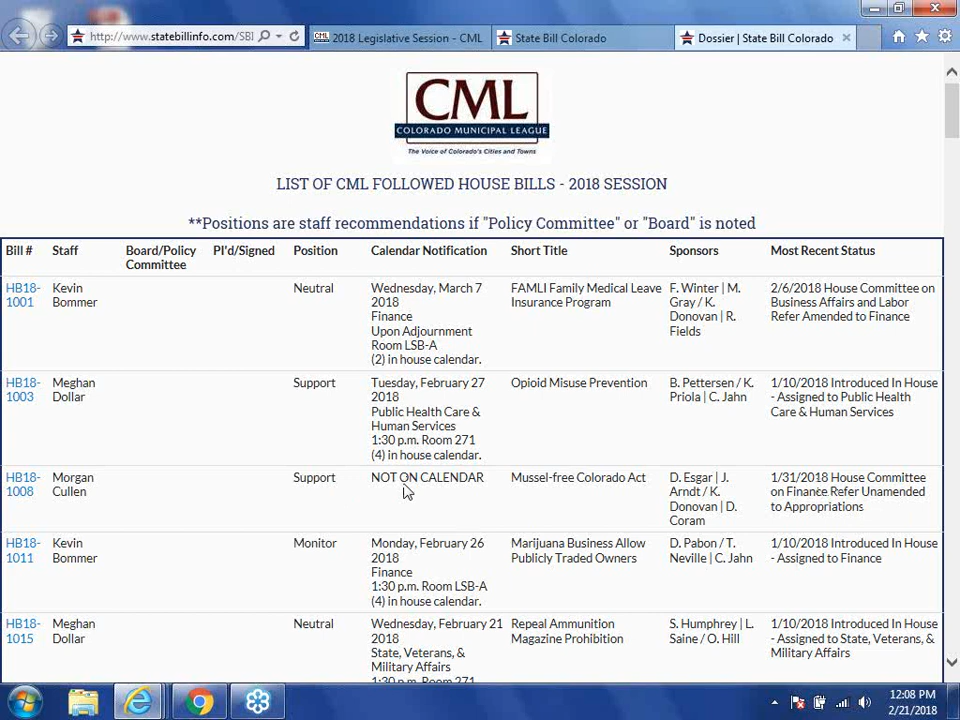 http://www.statebillinfo.com/SBI
CML 2018 Legislative Session - CML
State Bill Colorado
Dossier | State Bill Colorado
CML
COLORADO MUNICIPAL LEAGUE
The Voice of Colorado's Cities and Towns
LIST OF CML FOLLOWED HOUSE BILLS - 2018 SESSION
**Positions are staff recommendations if "Policy Committee" or "Board" is noted
Bill # Staff Board/Policy PI'd/Signed Position Calendar Notification Short Title Sponsors Most Recent Status
Committee
HB18- Kevin Neutral Wednesday, March 7 FAMLI Family Medical Leave F. Winter | M. 2/6/2018 House Committee on
1001 Bommer 2018 Insurance Program Gray / K. Business Affairs and Labor
Finance Donovan | R. Refer Amended to Finance
Upon Adjournment Fields
Room LSB-A
(2) in house calendar.
HB18- Meghan Support Tuesday, February 27 Opioid Misuse Prevention B. Pettersen / K. 1/10/2018 Introduced In House
1003 Dollar 2018 Priola | C. Jahn - Assigned to Public Health
Public Health Care & Care & Human Services
Human Services
1:30 p.m. Room 271
(4) in house calendar.
HB18- Morgan Support NOT ON CALENDAR Mussel-free Colorado Act D. Esgar | J. 1/31/2018 House Committee
1008 Cullen Arndt / K. on Finance Refer Unamended
Donovan | D. to Appropriations
Coram
HB18- Kevin Monitor Monday, February 26 Marijuana Business Allow D. Pabon / T. 1/10/2018 Introduced In House
1011 Bommer 2018 Publicly Traded Owners Neville | C. Jahn - Assigned to Finance
Finance
1:30 p.m. Room LSB-A
(4) in house calendar.
HB18- Meghan Neutral Wednesday, February 21 Repeal Ammunition S. Humphrey | L. 1/10/2018 Introduced In House
1015 Dollar 2018 Magazine Prohibition Saine / O. Hill - Assigned to State, Veterans, &
State, Veterans, & Military Affairs
Military Affairs
1:30 p.m. Room 271
12:08 PM
2/21/2018